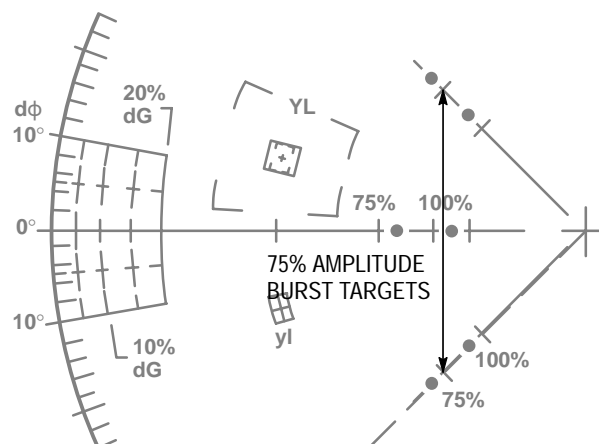 dϕ
20%
dG
YL
10°
75%
100%
0°
75% AMPLITUDE
BURST TARGETS
10°
yl
10%
dG
100%
75%